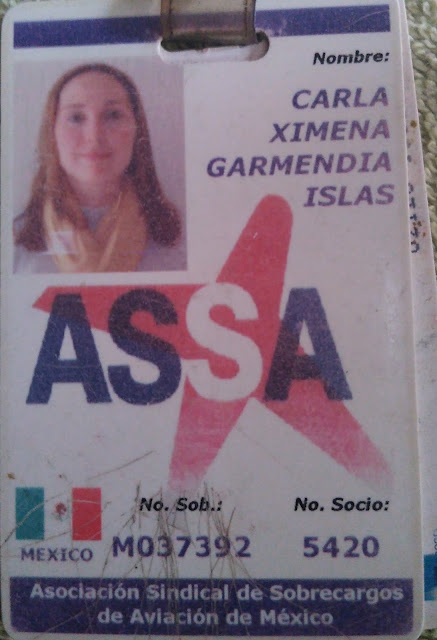 Nombre:
CARLA
XIMENA
GARMENDIA
ISLAS
ASSA
No. Sob.: No. Socio:
MEXICO M037392 5420
Asociación Sindical de Sobrecargos
de Aviación de México